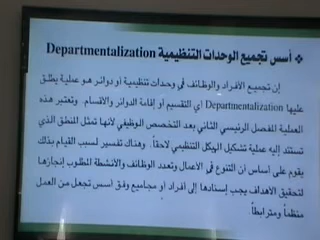 ❖ أسس تجميع الوحدات التنظيمية Departmentalization
إن تجميع الأفراد والوظائف في وحدات تنظيمية أو دوائر هو عملية يطلق
عليها Departmentalization أي التقسيم أو إقامة الدوائر والأقسام. وتعتبر هذه
العملية المفصل الرئيسي الثاني بعد التخصص الوظيفي لأنها تمثل المنطق الذي
تستند إليه عملية تشكيل الهيكل التنظيمي لاحقاً. وهناك تفسير لسبب القيام بذلك
يقوم على أساس ان التنوع في الأعمال وتعدد الوظائف والأنشطة المطلوب إنجازها
لتحقيق الأهداف يجب إسنادها إلى أفراد أو مجاميع وفق اسس تجعل من العمل
منظماً ومترابطاً.